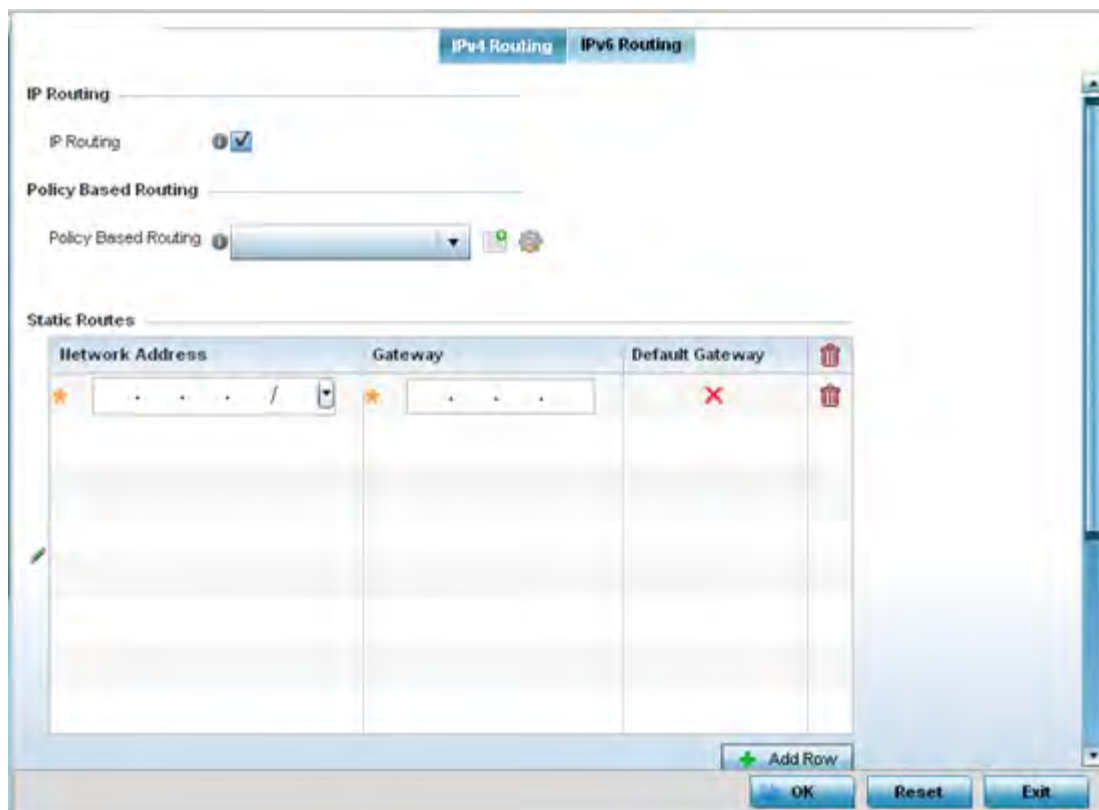 IPv4 Routing IPv6 Routing
IP Routing
IP Routing
Policy Based Routing
Policy Based Routing
Static Routes
Network Address Gateway Default Gateway
. . . / . . .
Add Row
OK Reset Exit